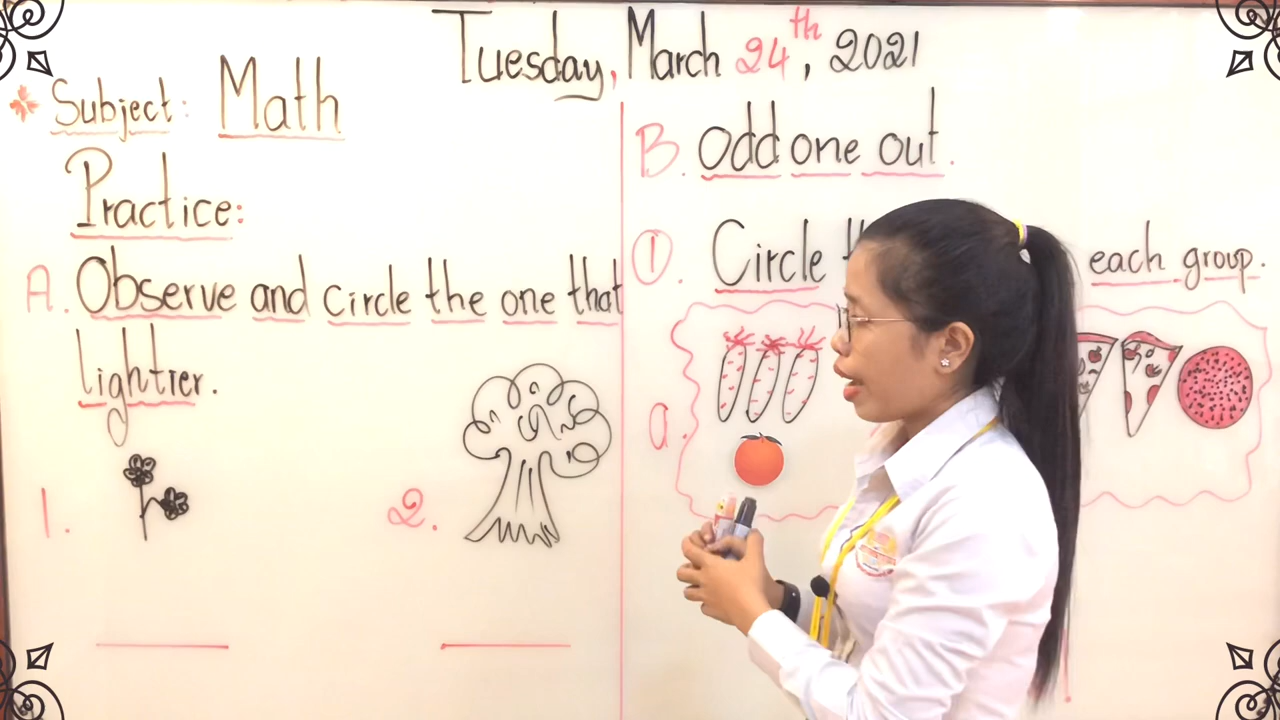 Tuesday, March 24th, 2021
Subject: Math
Practice:
A. Observe and circle the one that
lightier.
1.
2.
B. Odd one out.
1. Circle each group.
a.